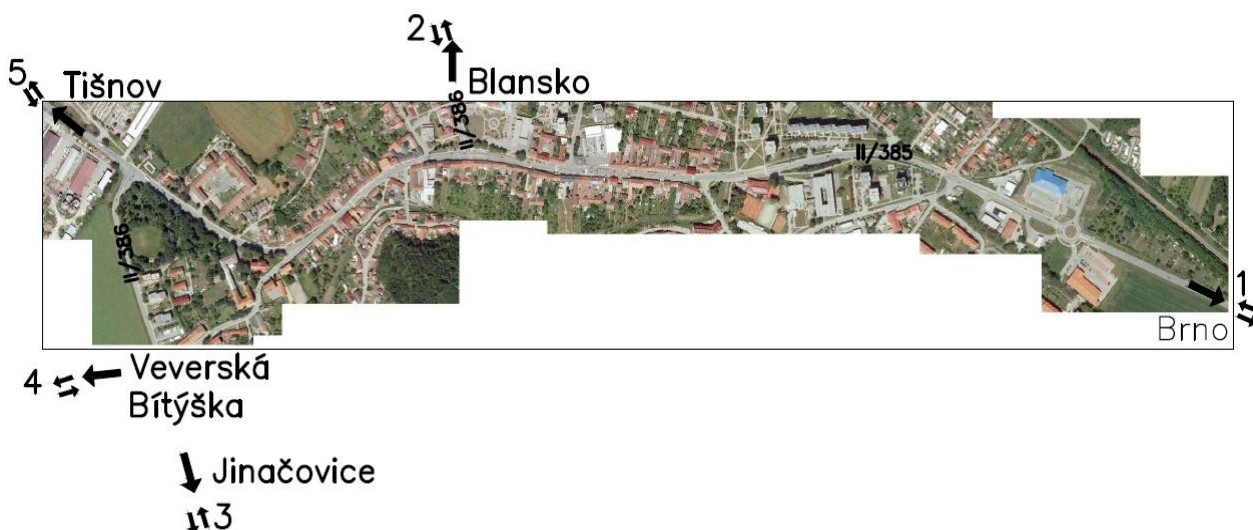 2
5
Tišnov
Blansko
II/386
II/385
II/386
1
Brno
4
Veverská
Bítýška
Jinačovice
3